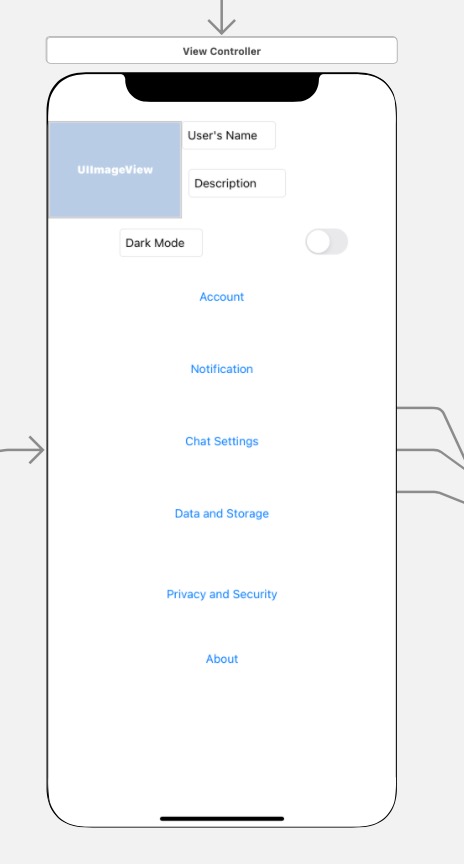 View Controller
UIImageView
User's Name
Description
Dark Mode
Account
Notification
Chat Settings
Data and Storage
Privacy and Security
About